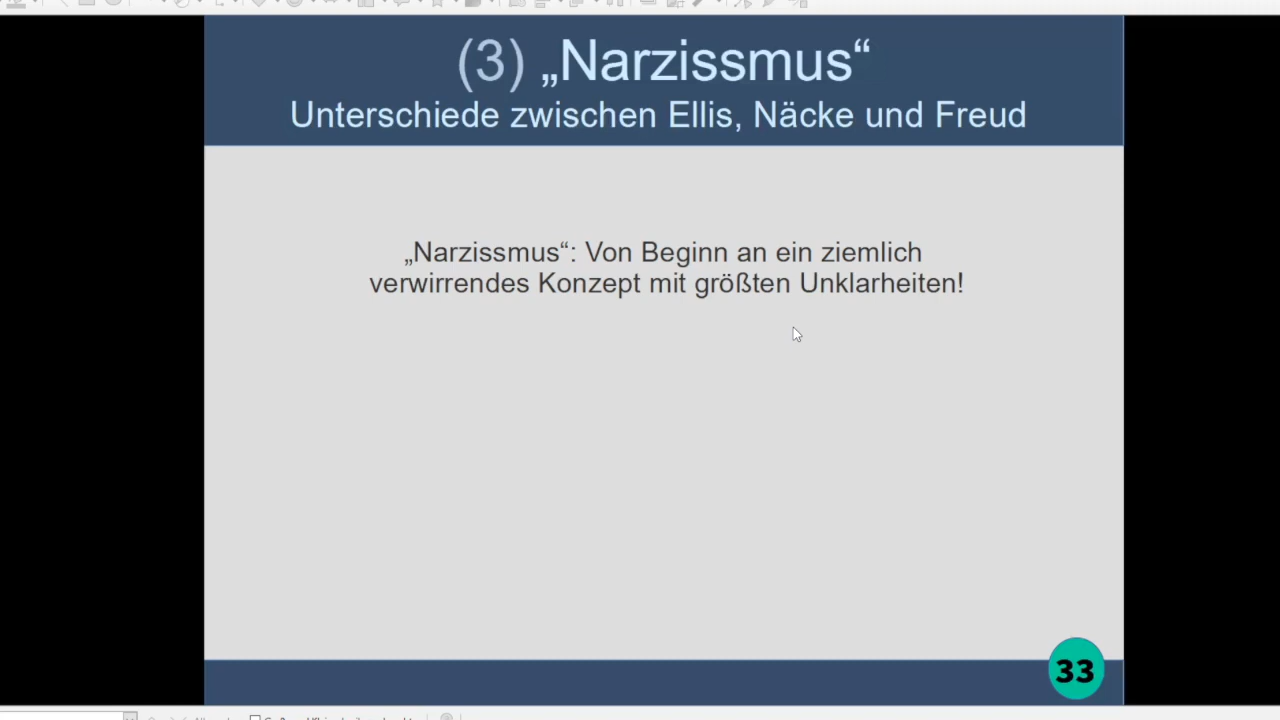 (3) „Narzissmus“
Unterschiede zwischen Ellis, Näcke und Freud
„Narzissmus“: Von Beginn an ein ziemlich
verwirrendes Konzept mit größten Unklarheiten!
33